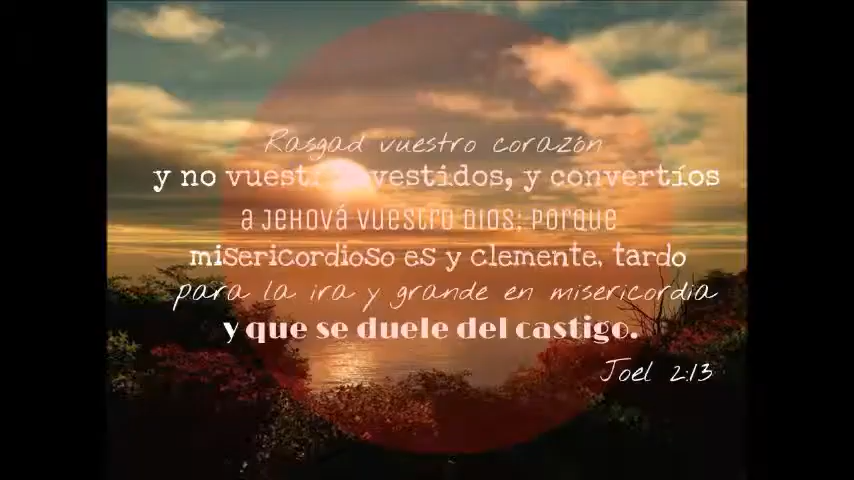 Rasgad vuestro corazón
y no vuestros vestidos, y convertíos
a Jehová vuestro Dios; porque
misericordioso es y clemente, tardo
para la ira y grande en misericordia
y que se duele del castigo.
Joel 2:13